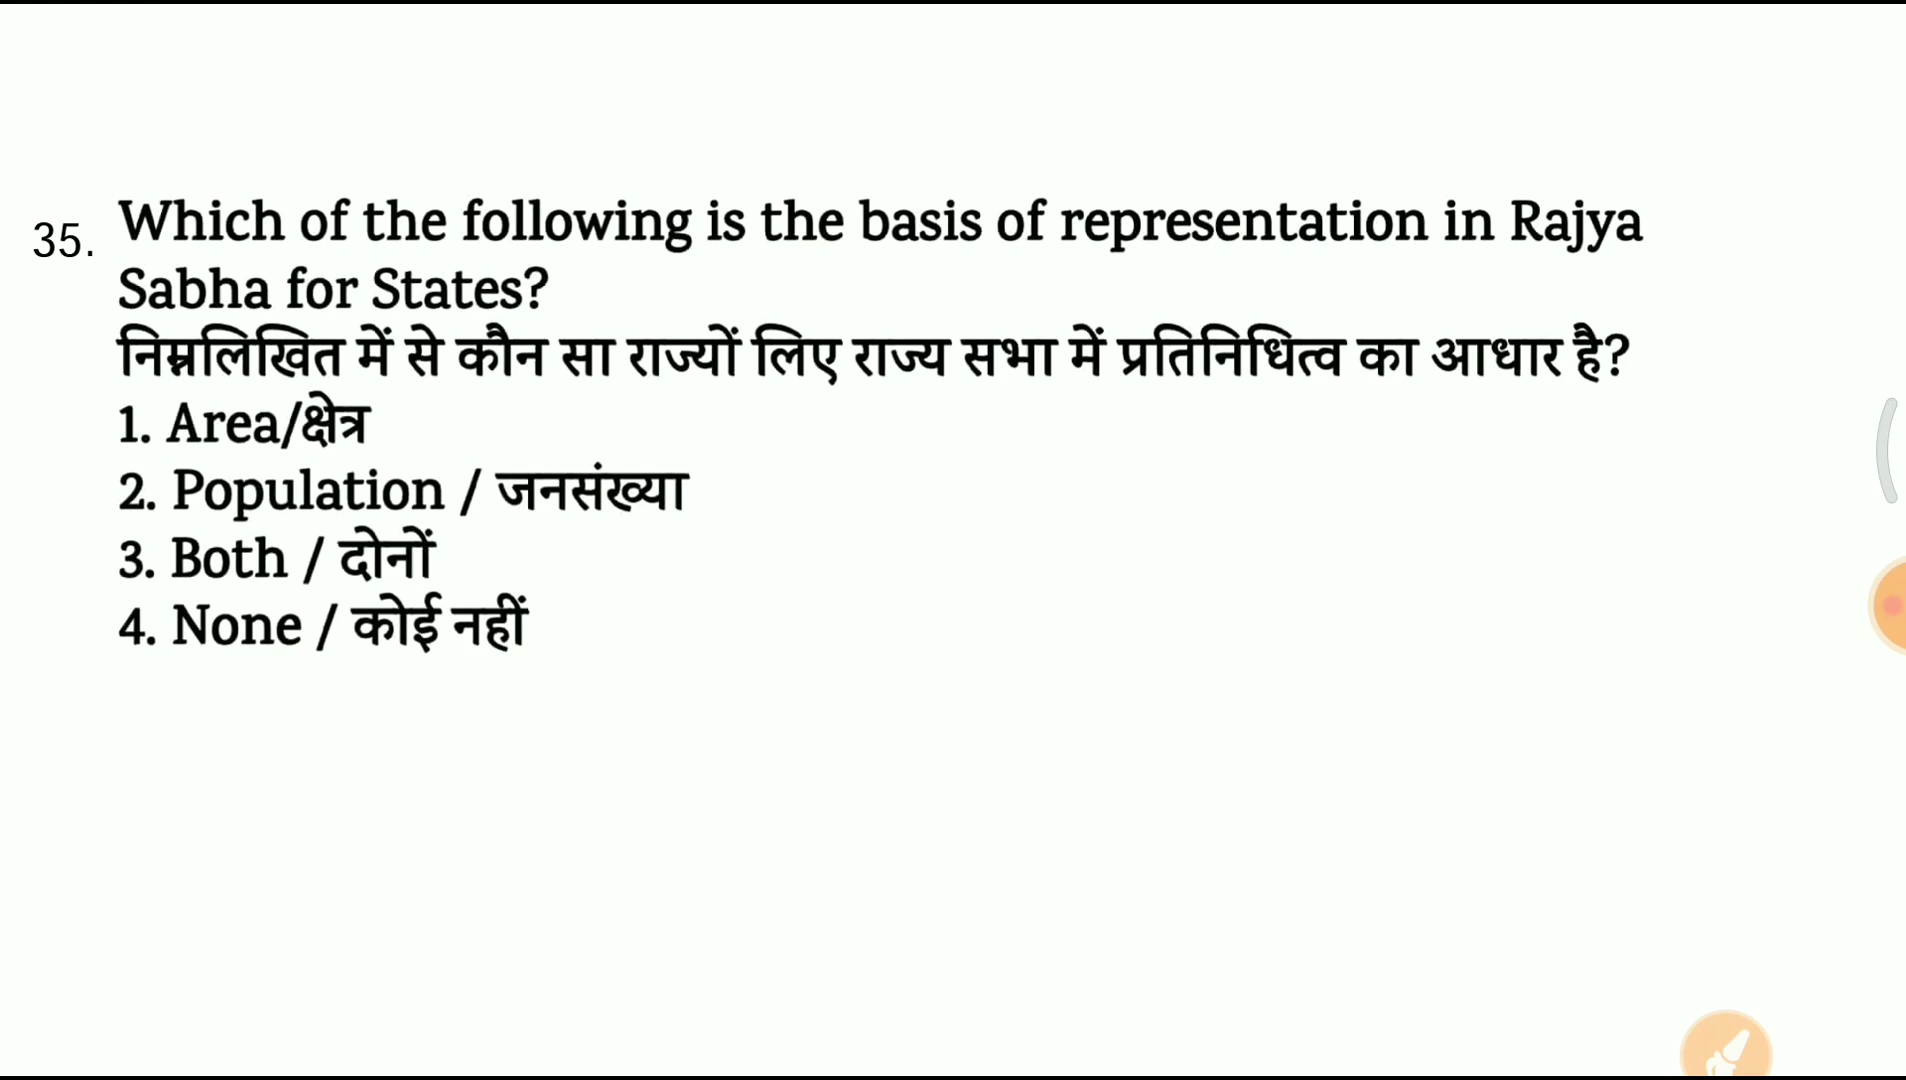 35. Which of the following is the basis of representation in Rajya
Sabha for States?
निम्नलिखित में से कौन सा राज्यों लिए राज्य सभा में प्रतिनिधित्व का आधार है?
1. Area/क्षेत्र
2. Population / जनसंख्या
3. Both / दोनों
4. None / कोई नहीं